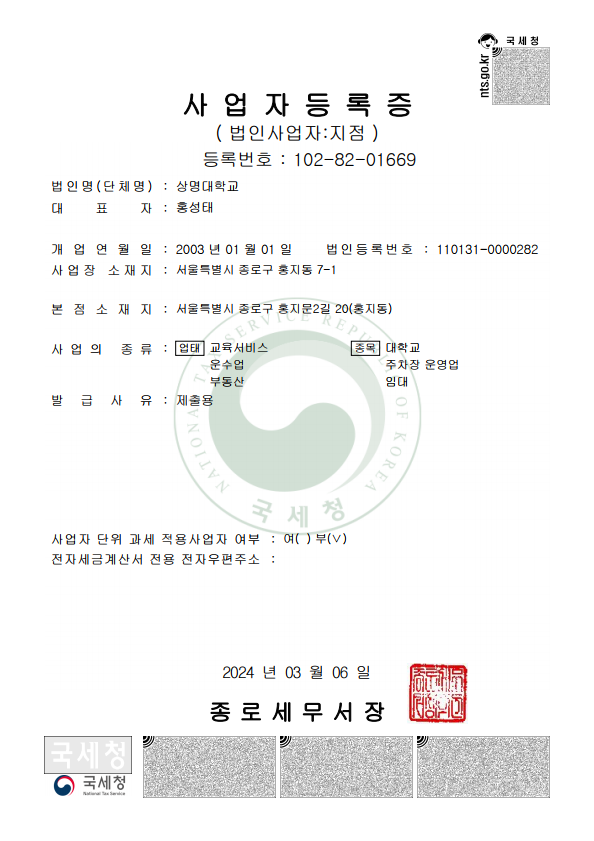 국세청
nts.go.kr
사 업 자 등 록 증
( 법인사업자:지점 )
등록번호 : 102-82-01669
법인명(단체명) : 상명대학교
대 표 자 : 홍성태
개 업 연 월 일 : 2003 년 01 월 01 일 법인등록번호 : 110131-0000282
사업장 소재지 : 서울특별시 종로구 홍지동 7-1
본 점 소 재 지 : 서울특별시 종로구 홍지문2길 20(홍지동)
사 업 의 종 류 : 업태 교육서비스 종목 대학교
운수업 주차장 운영업
부동산 임대
발 급 사 유 : 제출용
NATIONAL TAX SERVICE REPUBLIC OF KOREA
국세청
사업자 단위 과세 적용사업자 여부 : 여( ) 부(∨)
전자세금계산서 전용 전자우편주소 :
2024 년 03 월 06 일
종로세무서장
국세청
국세청
National Tax Service